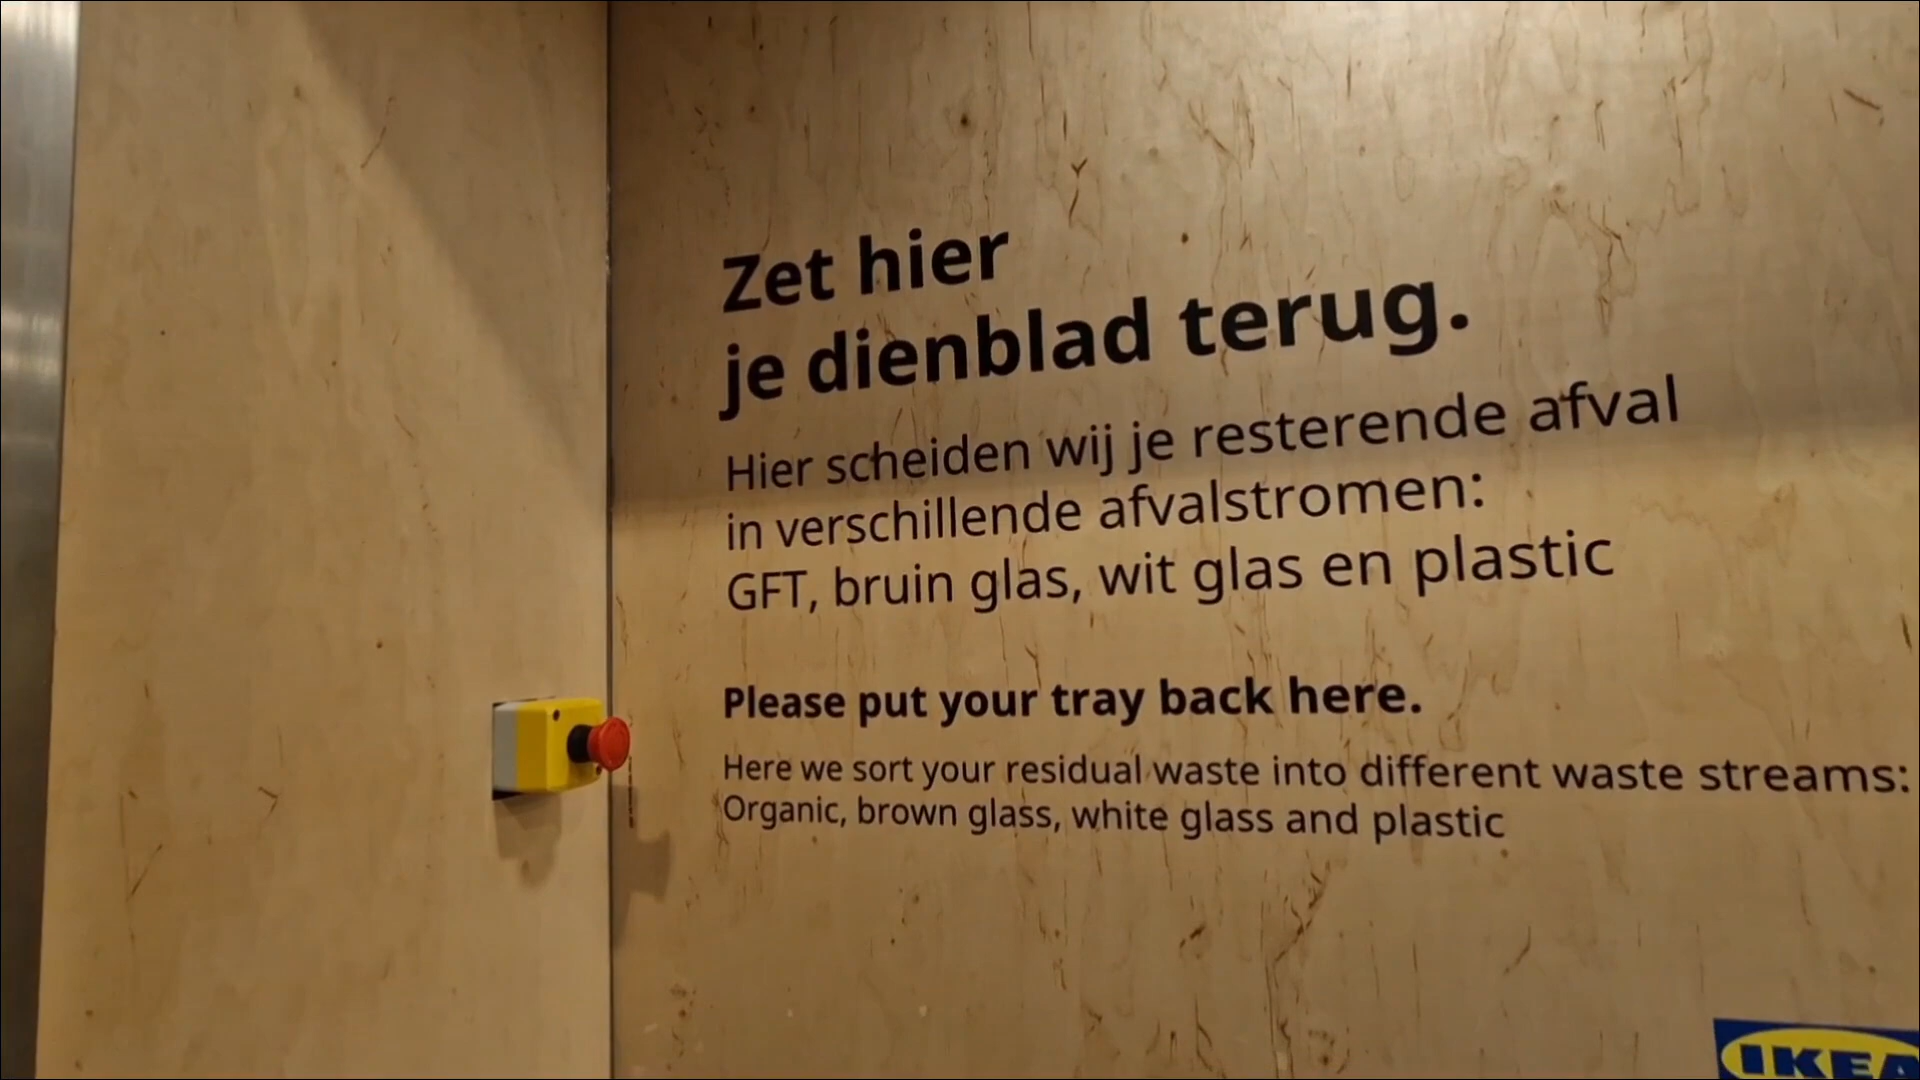 Zet hier
je dienblad terug.
Hier scheiden wij je resterende afval
in verschillende afvalstromen:
GFT, bruin glas, wit glas en plastic
Please put your tray back here.
Here we sort your residual waste into different waste streams:
Organic, brown glass, white glass and plastic
IKEA